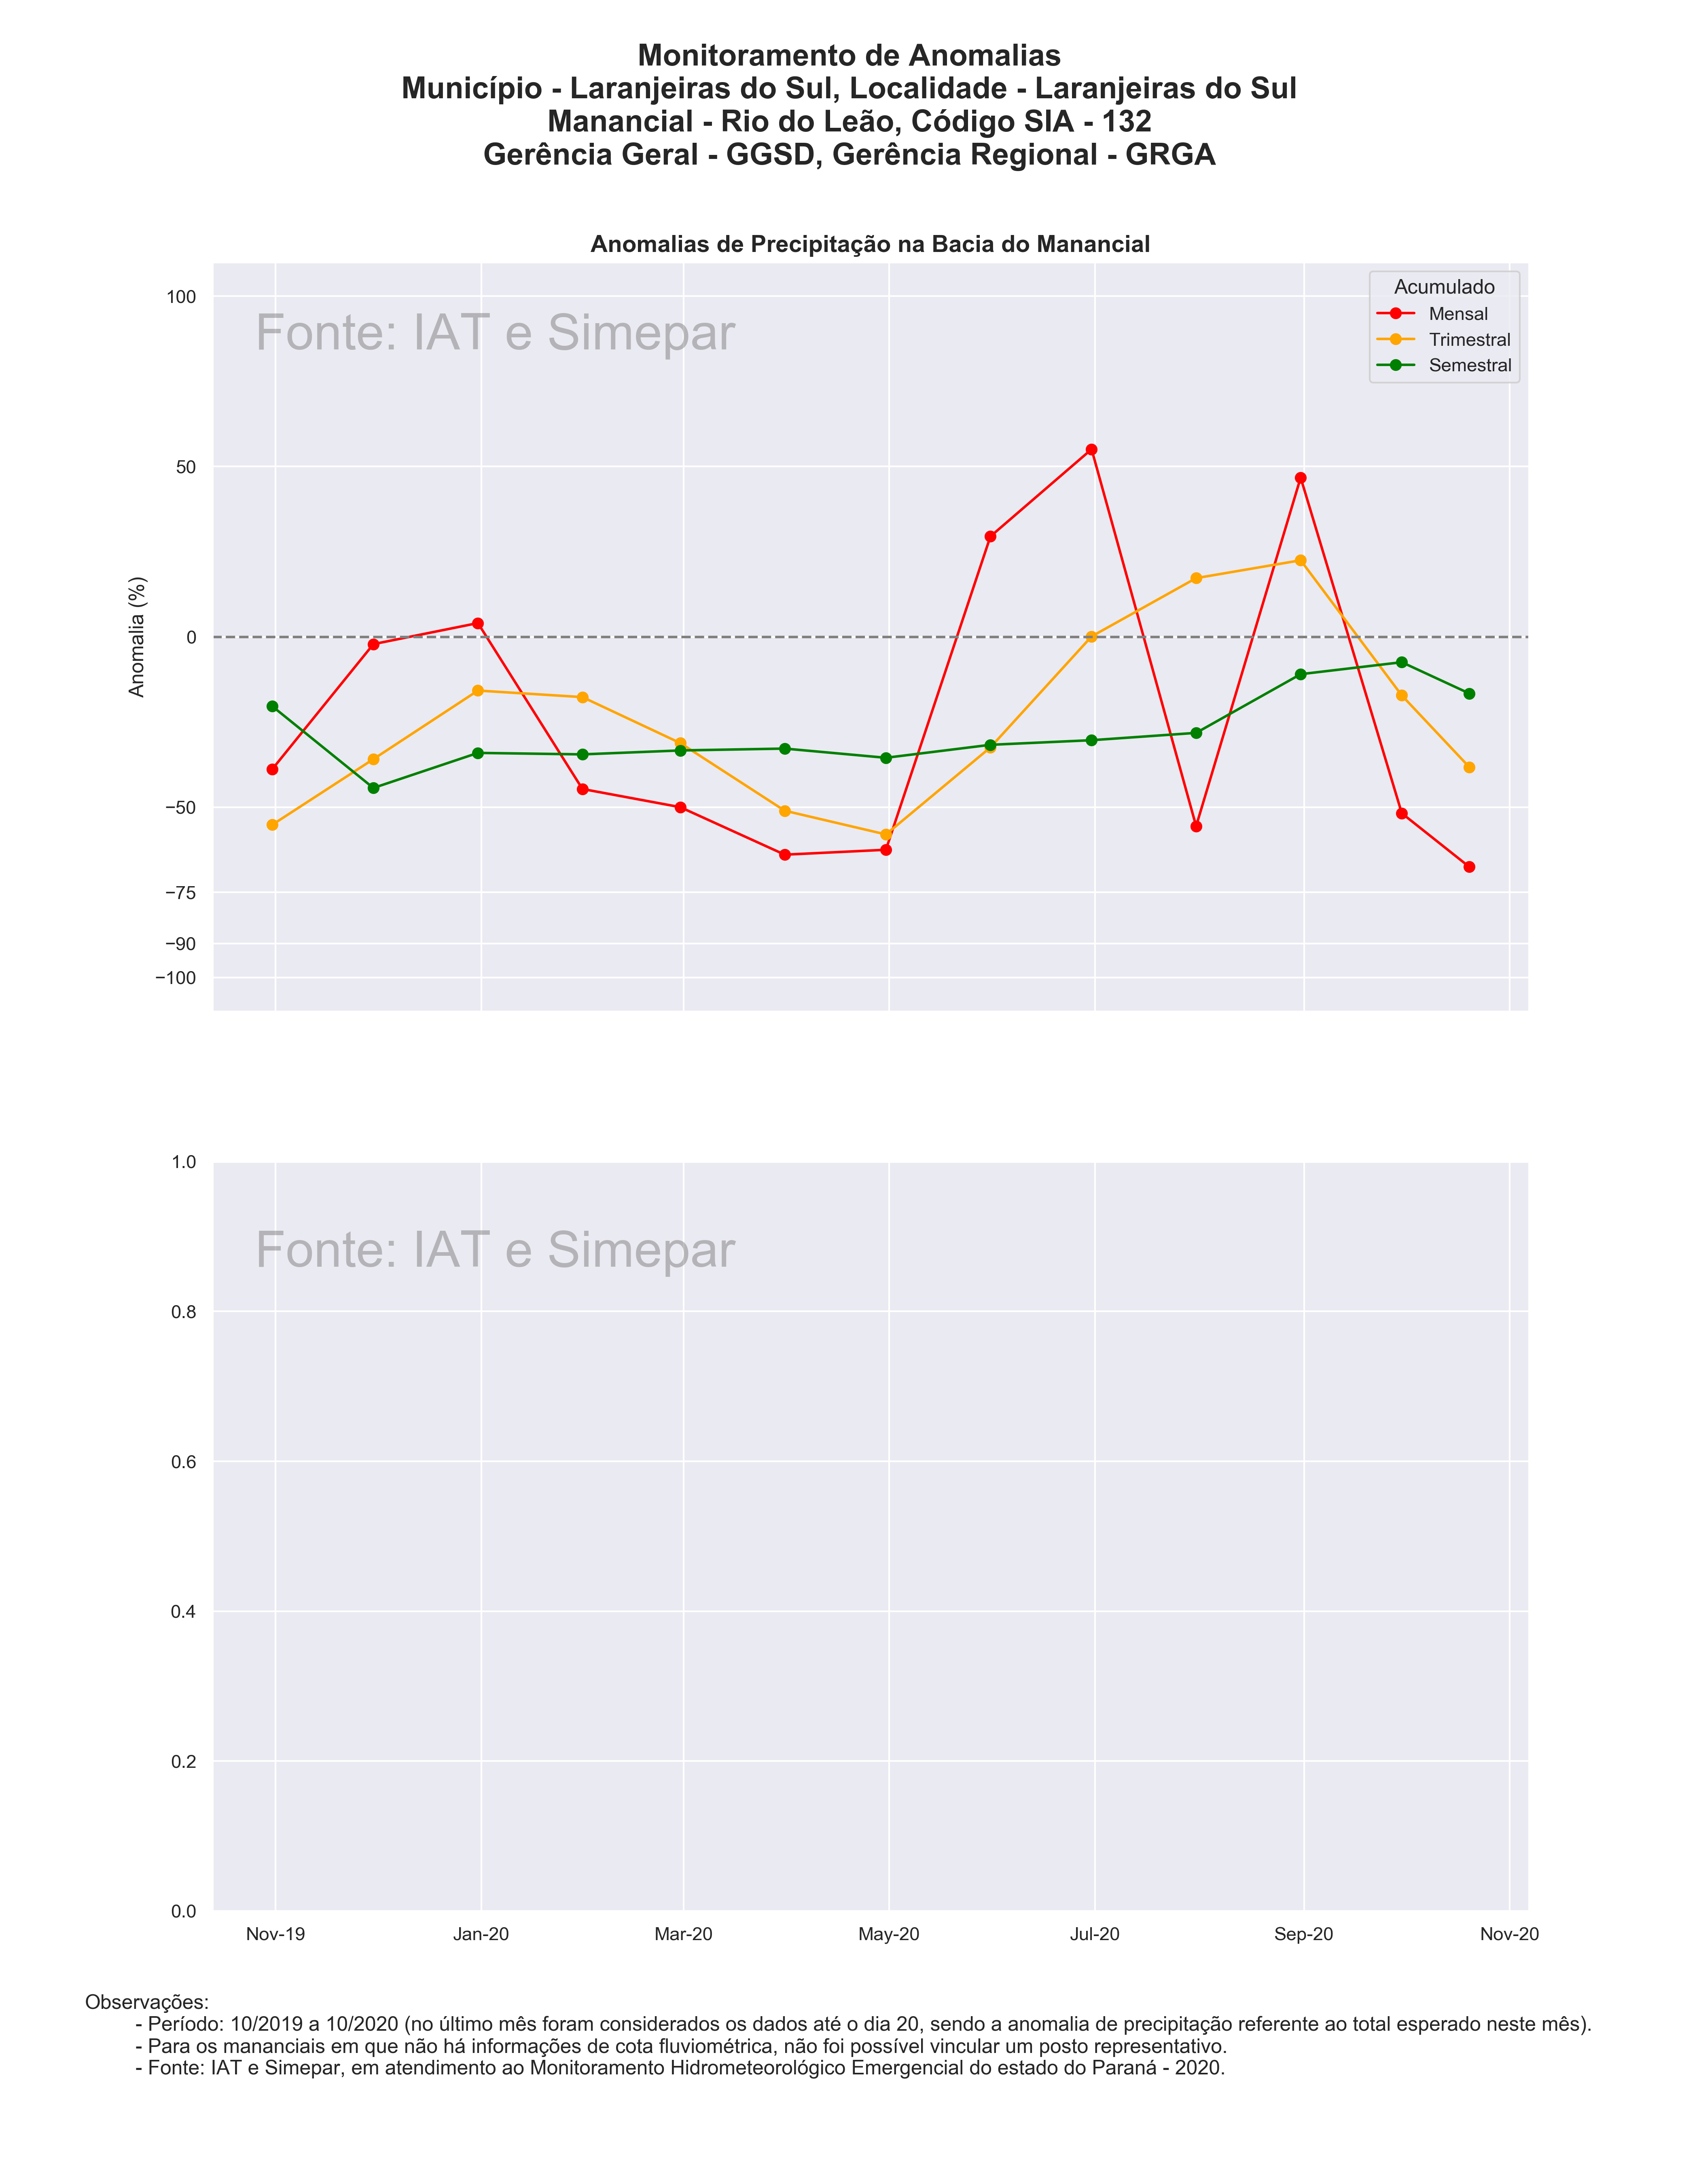 Monitoramento de Anomalias
Município - Laranjeiras do Sul, Localidade - Laranjeiras do Sul
Manancial - Rio do Leão, Código SIA - 132
Gerência Geral - GGSD, Gerência Regional - GRGA
Anomalias de Precipitação na Bacia do Manancial
Fonte: IAT e Simepar
Acumulado
Mensal
Trimestral
Semestral
Anomalia (%)
100
50
0
−50
−75
−90
−100
Fonte: IAT e Simepar
1.0
0.8
0.6
0.4
0.2
0.0
Nov-19 Jan-20 Mar-20 May-20 Jul-20 Sep-20 Nov-20
Observações:
- Período: 10/2019 a 10/2020 (no último mês foram considerados os dados até o dia 20, sendo a anomalia de precipitação referente ao total esperado neste mês).
- Para os mananciais em que não há informações de cota fluviométrica, não foi possível vincular um posto representativo.
- Fonte: IAT e Simepar, em atendimento ao Monitoramento Hidrometeorológico Emergencial do estado do Paraná - 2020.